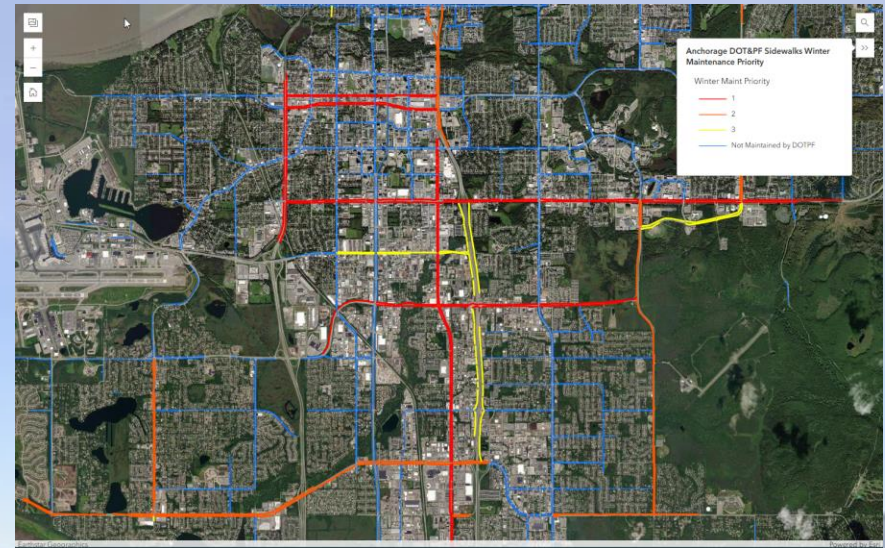 Anchorage DOT&PF Sidewalks Winter
Maintenance Priority
Winter Maint Priority
1
2
3
Not Maintained by DOTPF
Earthstar Geographics
Powered by Esri